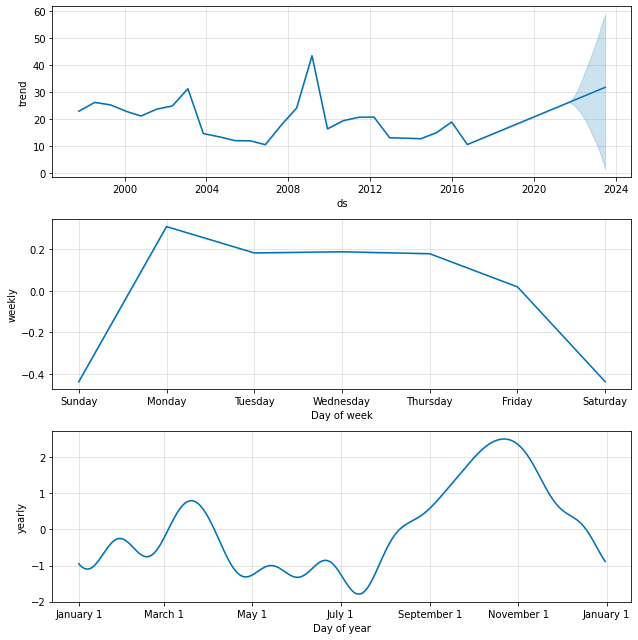 60
50
40
30
20
10
0
trend
2000 2004 2008 2012 2016 2020 2024
ds
0.2
0.0
−0.2
−0.4
weekly
Sunday Monday Tuesday Wednesday Thursday Friday Saturday
Day of week
2
1
0
−1
−2
yearly
January 1 March 1 May 1 July 1 September 1 November 1 January 1
Day of year